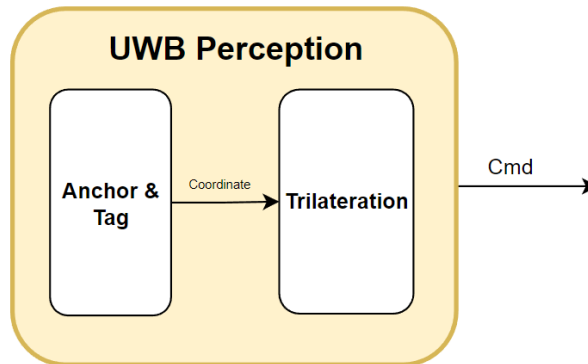 UWB Perception
Anchor &
Tag
Coordinate
Trilateration
Cmd